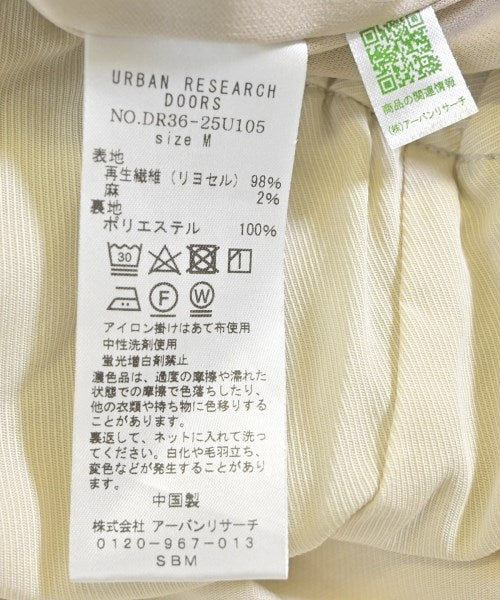 URBAN RESEARCH
DOORS
NO.DR36-25U105
size M
表地
再生繊維（リヨセル） 98%
麻 2%
裏地
ポリエステル 100%
30
F
W
アイロン掛けはあて布使用
中性洗剤使用
蛍光増白剤禁止
濃色品は、過度の摩擦や濡れた
状態での摩擦で色落ちしたり、
他の衣類や持ち物に色移りする
ことがあります。
裏返して、ネットに入れて洗っ
てください。白化や毛羽立ち、
変色などが発生することがあり
ます。
中国製
株式会社 アーバンリサーチ
0120-967-013
SBM
商品の関連情報
(株)アーバンリサーチ